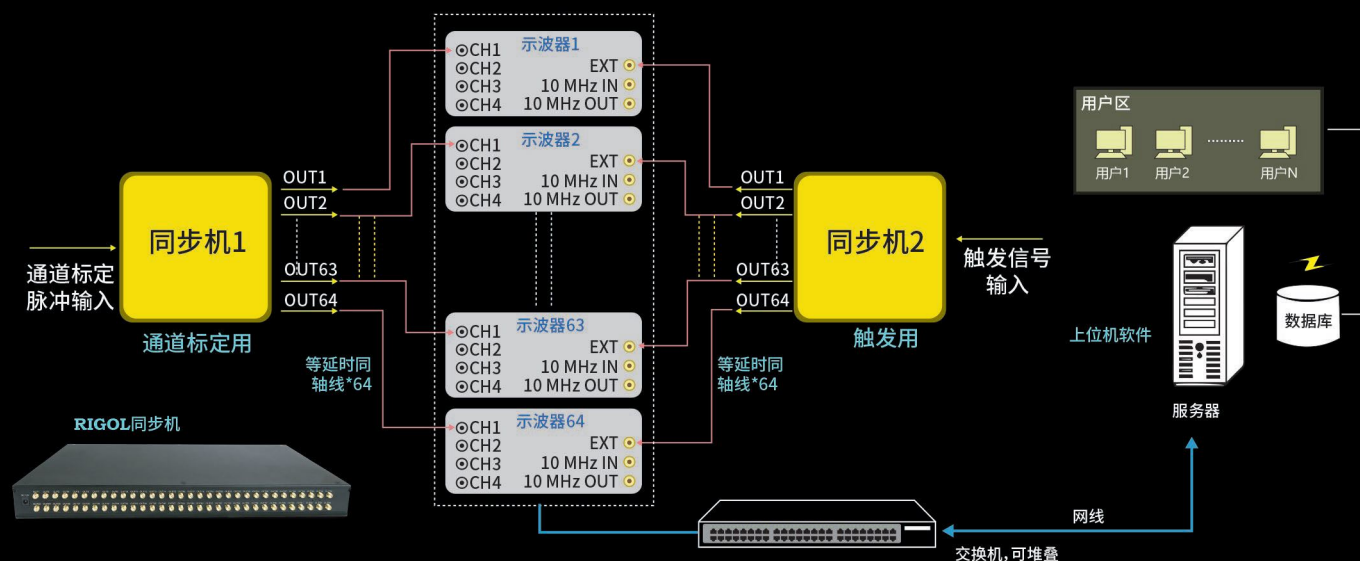 通道标定
脉冲输入
同步机1
通道标定用
OUT1
OUT2
OUT63
OUT64
等延时同
轴线*64
RIGOL同步机
示波器1
CH1
CH2
CH3
CH4
EXT
10 MHz IN
10 MHz OUT
示波器2
CH1
CH2
CH3
CH4
EXT
10 MHz IN
10 MHz OUT
示波器63
CH1
CH2
CH3
CH4
EXT
10 MHz IN
10 MHz OUT
示波器64
CH1
CH2
CH3
CH4
EXT
10 MHz IN
10 MHz OUT
OUT1
OUT2
OUT63
OUT64
等延时同
轴线*64
同步机2
触发用
触发信号
输入
用户区
用户1
用户2
用户N
上位机软件
服务器
数据库
网线
交换机,可堆叠